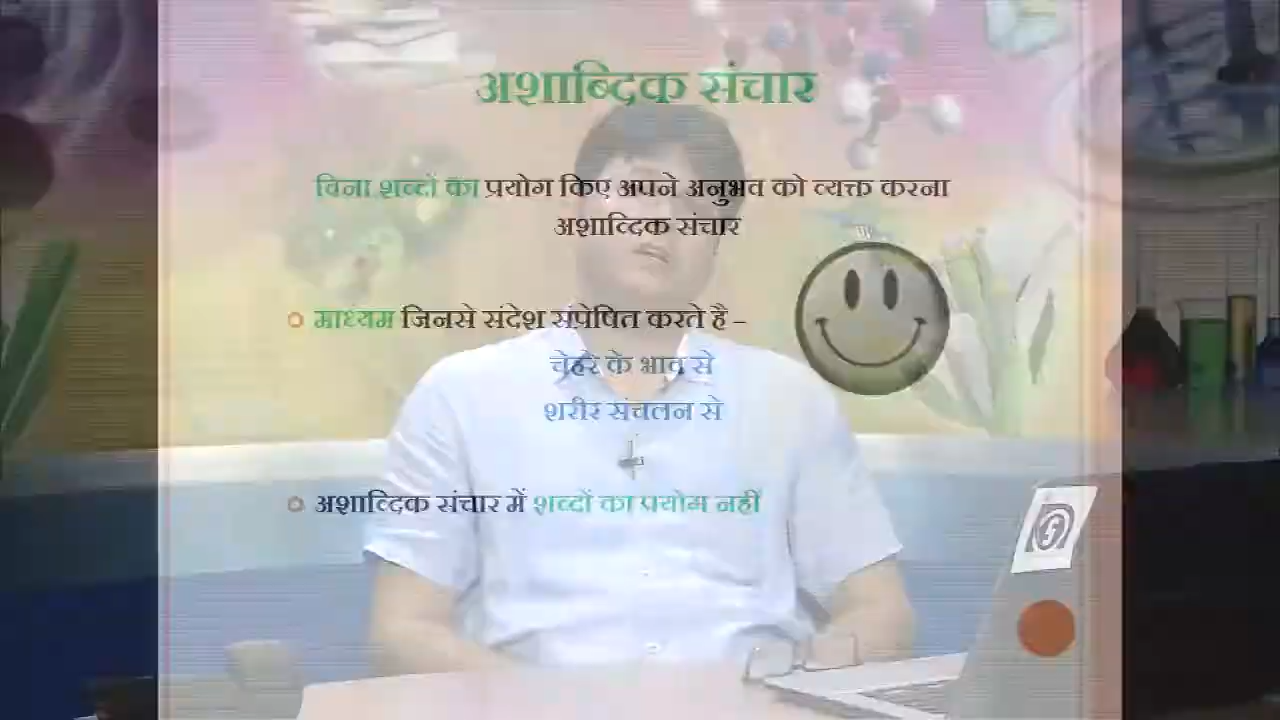 अशाब्दिक संचार
बिना शब्दों का प्रयोग किए अपने अनुभव को व्यक्त करना
अशाब्दिक संचार
माध्यम जिनसे संदेश संप्रेषित करते है –
चेहरे के भाव से
शरीर संचलन से
अशाब्दिक संचार में शब्दों का प्रयोग नहीं